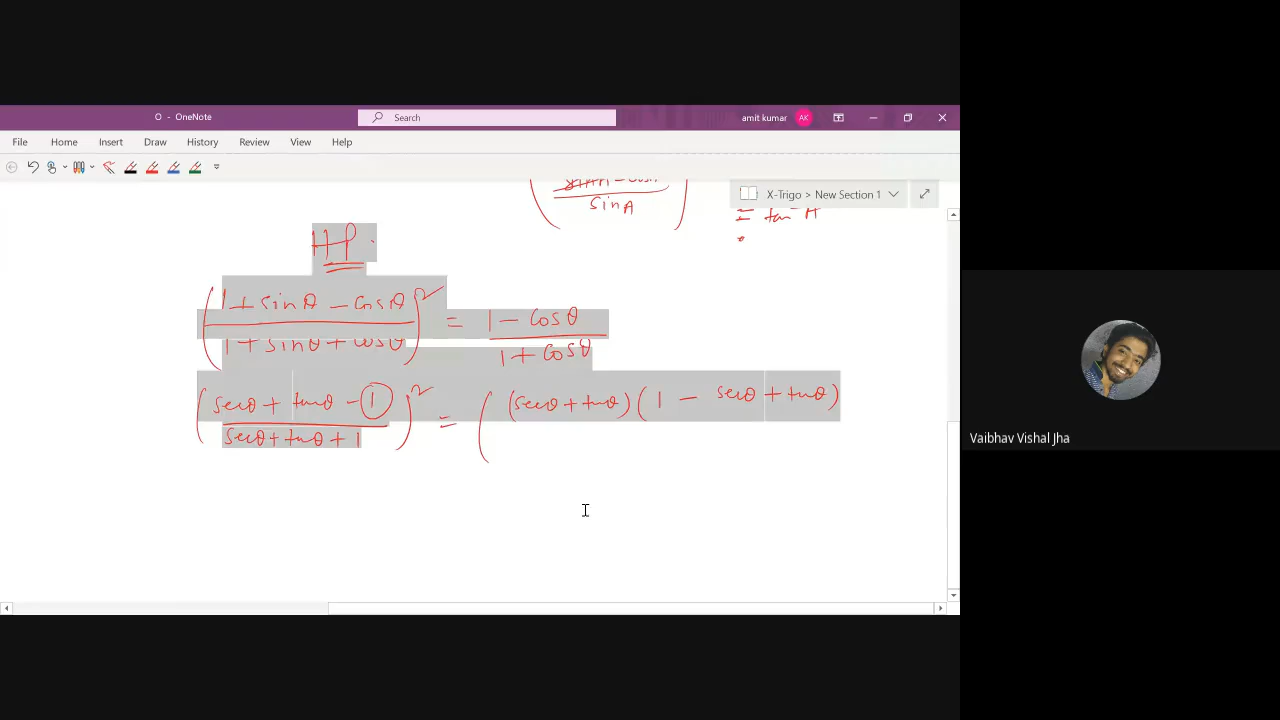 O - OneNote
Search
amit kumar AK
File Home Insert Draw History Review View Help
X-Trigo > New Section 1
sinA
= tan²A
HP.
(1 + sinθ - cosθ / 1 + sinθ + cosθ)² = 1 - cosθ / 1 + cosθ
(secθ + tanθ - 1 / secθ + tanθ + 1)² = ( (secθ + tanθ)(1 - secθ + tanθ)
Vaibhav Vishal Jha